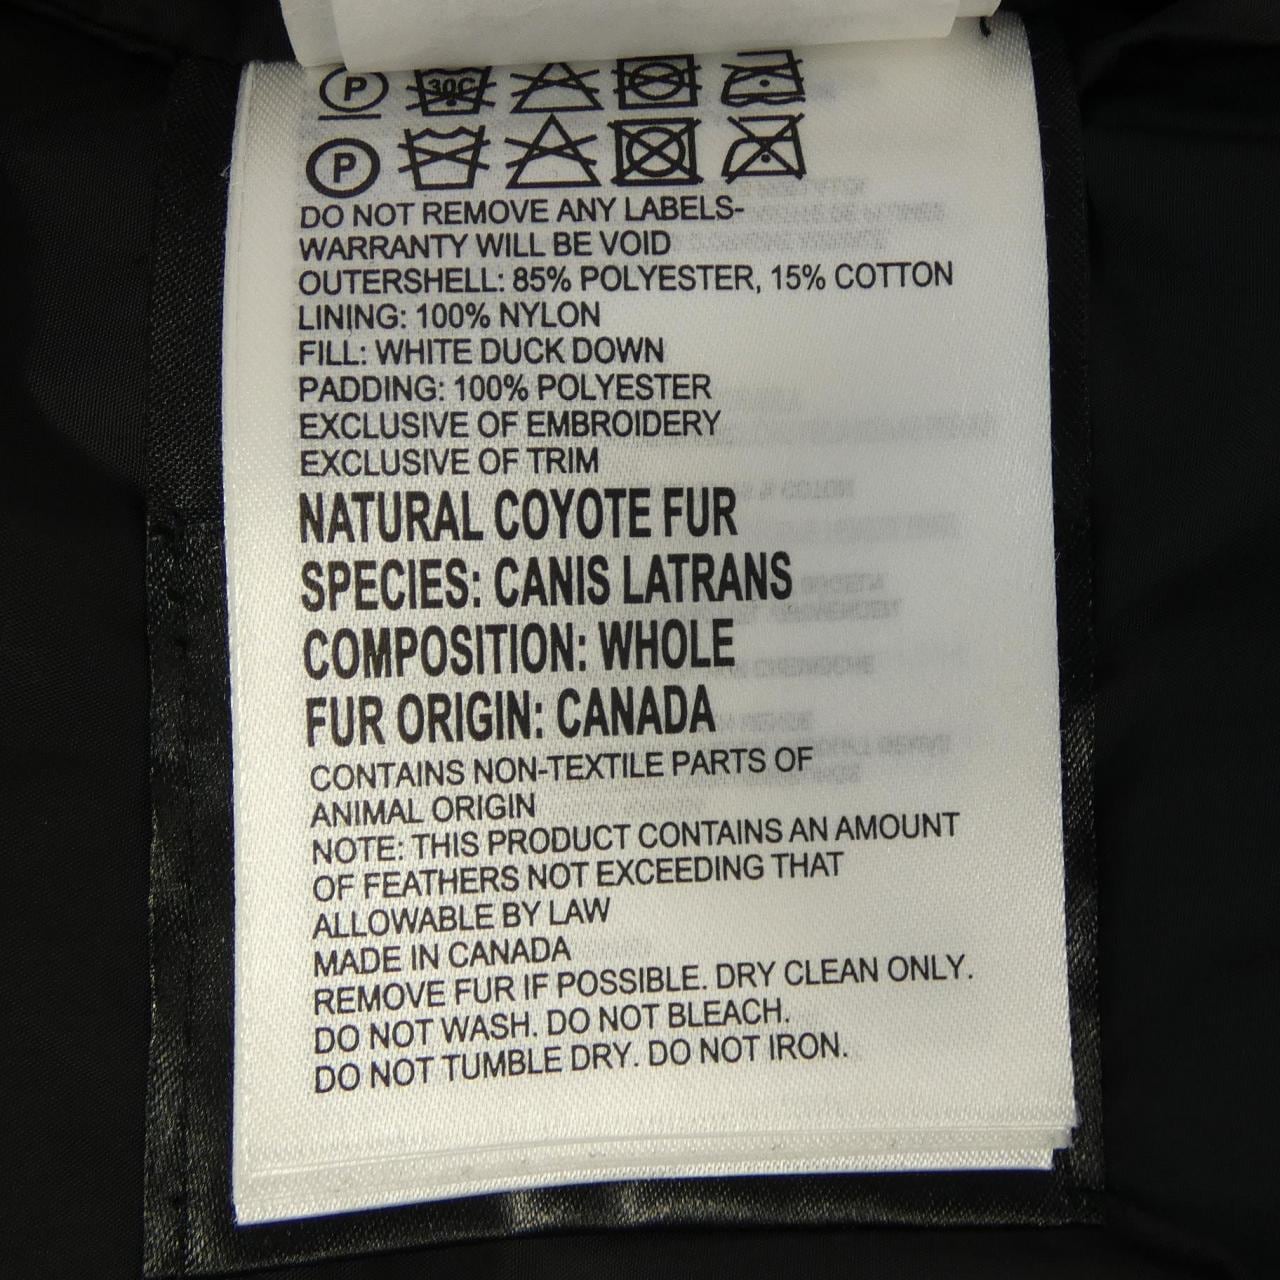 P 30C
P
DO NOT REMOVE ANY LABELS-
WARRANTY WILL BE VOID
OUTERSHELL: 85% POLYESTER, 15% COTTON
LINING: 100% NYLON
FILL: WHITE DUCK DOWN
PADDING: 100% POLYESTER
EXCLUSIVE OF EMBROIDERY
EXCLUSIVE OF TRIM
NATURAL COYOTE FUR
SPECIES: CANIS LATRANS
COMPOSITION: WHOLE
FUR ORIGIN: CANADA
CONTAINS NON-TEXTILE PARTS OF
ANIMAL ORIGIN
NOTE: THIS PRODUCT CONTAINS AN AMOUNT
OF FEATHERS NOT EXCEEDING THAT
ALLOWABLE BY LAW
MADE IN CANADA
REMOVE FUR IF POSSIBLE. DRY CLEAN ONLY.
DO NOT WASH. DO NOT BLEACH.
DO NOT TUMBLE DRY. DO NOT IRON.